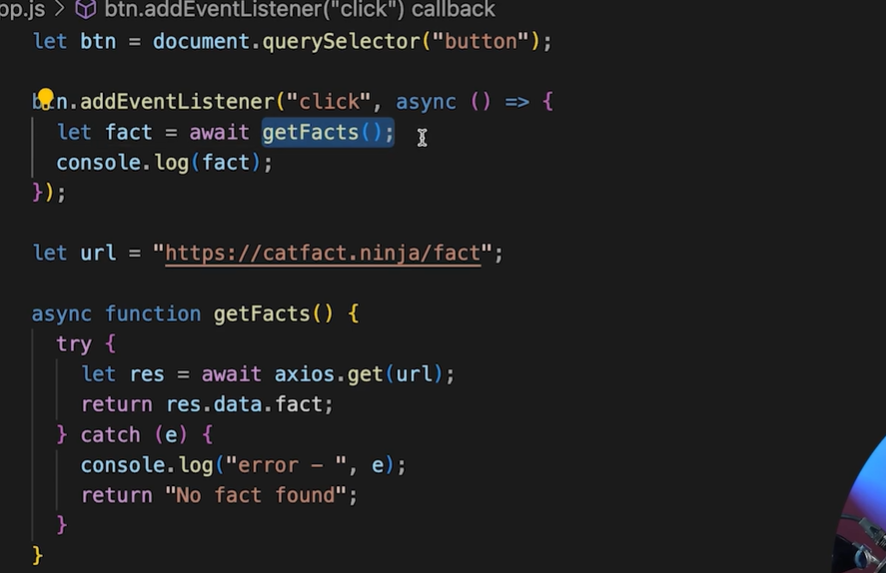 pp.js > btn.addEventListener("click") callback
let btn = document.querySelector("button");
btn.addEventListener("click", async () => {
let fact = await getFacts();
console.log(fact);
});
let url = "https://catfact.ninja/fact";
async function getFacts() {
try {
let res = await axios.get(url);
return res.data.fact;
} catch (e) {
console.log("error – ", e);
return "No fact found";
}
}